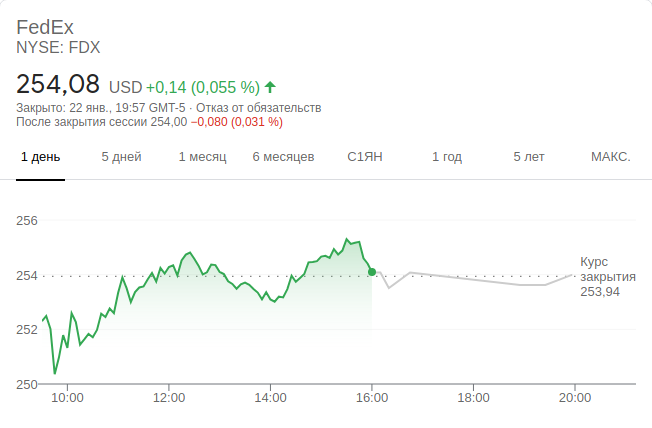 FedEx
NYSE: FDX
254,08 USD +0,14 (0,055 %)
Закрыто: 22 янв., 19:57 GMT-5 · Отказ от обязательств
После закрытия сессии 254,00 −0,080 (0,031 %)
1 день 5 дней 1 месяц 6 месяцев С1ЯН 1 год 5 лет МАКС.
256
254
252
250
Курс
закрытия
253,94
10:00 12:00 14:00 16:00 18:00 20:00